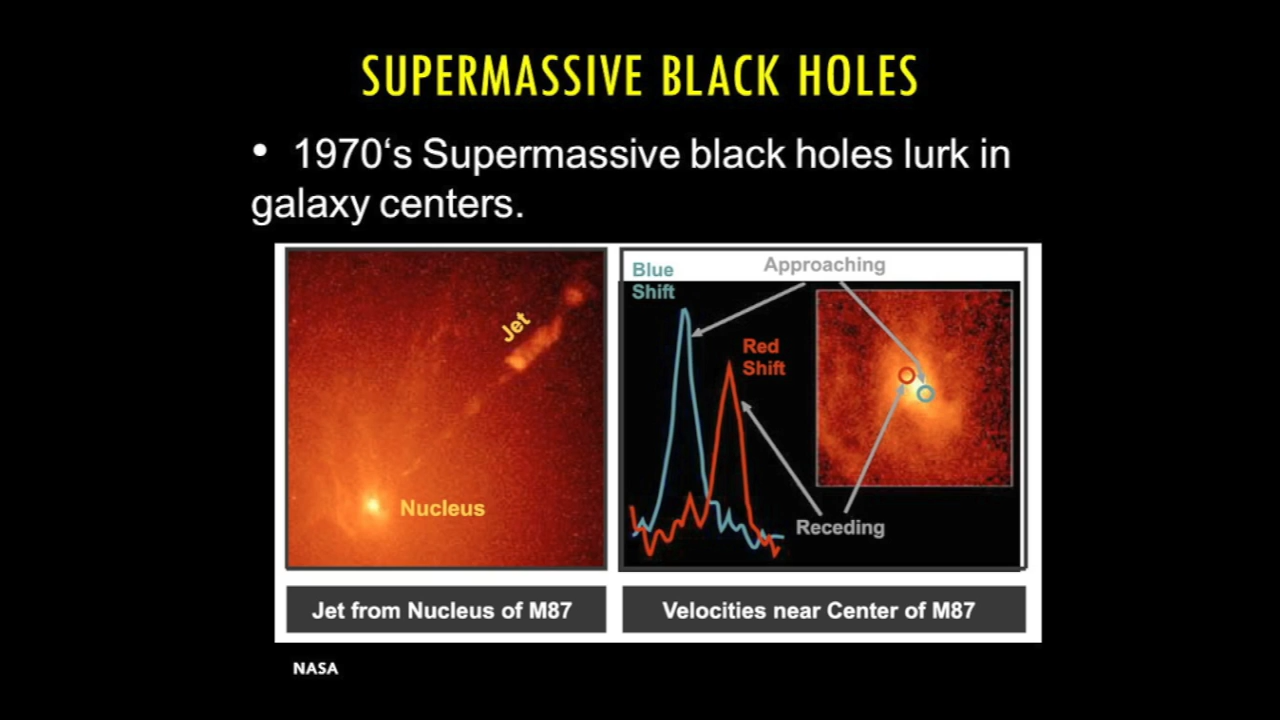 SUPERMASSIVE BLACK HOLES
• 1970‘s Supermassive black holes lurk in
galaxy centers.
Jet
Nucleus
Blue
Shift
Approaching
Red
Shift
Receding
Jet from Nucleus of M87
Velocities near Center of M87
NASA